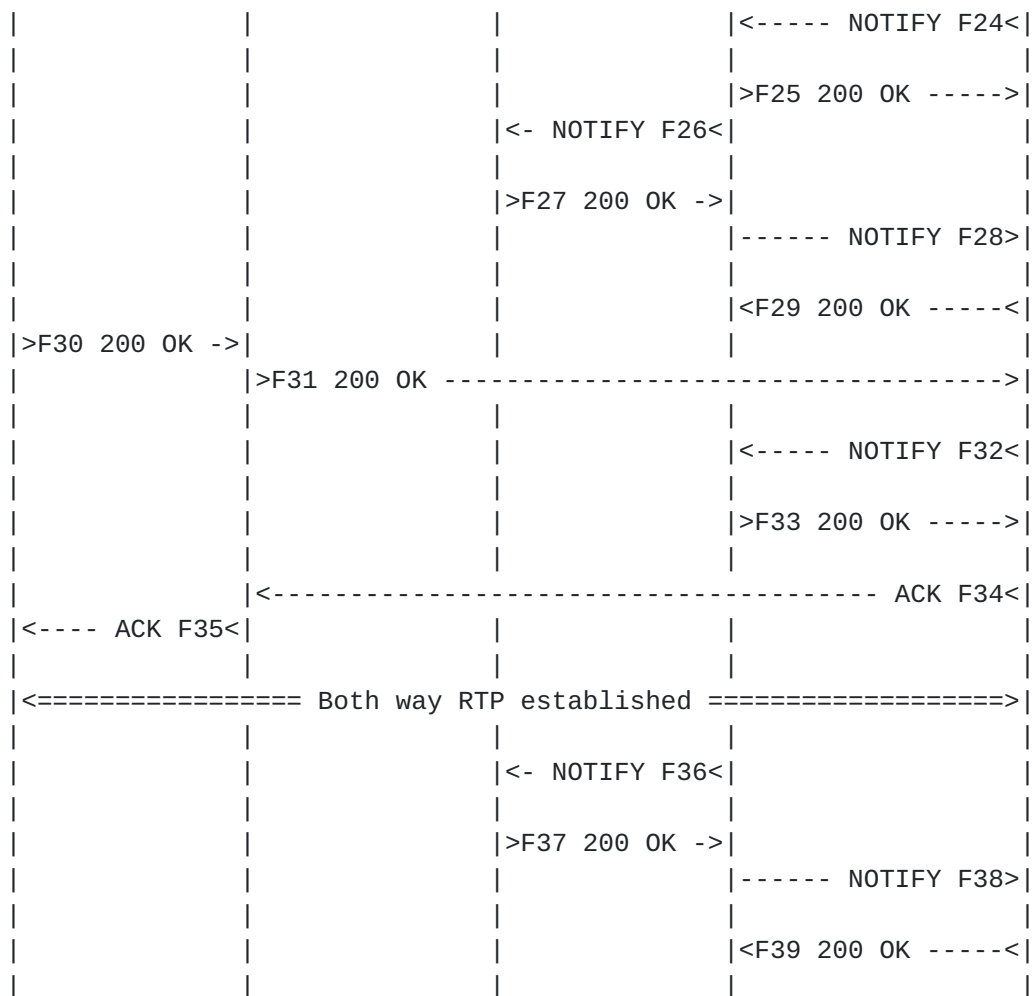 |              |               |              |<----- NOTIFY F24<|
|              |               |              |                  |
|              |               |              |>F25 200 OK ----->|
|              |               |<- NOTIFY F26<|                  |
|              |               |              |                  |
|              |               |>F27 200 OK ->|                  |
|              |               |              |------ NOTIFY F28>|
|              |               |              |                  |
|              |               |              |<F29 200 OK -----<|
|>F30 200 OK ->|               |              |                  |
|              |>F31 200 OK ------------------------------------>|
|              |               |              |                  |
|              |               |              |<----- NOTIFY F32<|
|              |               |              |                  |
|              |               |              |>F33 200 OK ----->|
|              |               |              |                  |
|              |<--------------------------------------- ACK F34<|
|<---- ACK F35<|               |              |                  |
|              |               |              |                  |
|<================== Both way RTP established ===================>|
|              |               |              |                  |
|              |               |<- NOTIFY F36<|                  |
|              |               |              |                  |
|              |               |>F37 200 OK ->|                  |
|              |               |              |------ NOTIFY F38>|
|              |               |              |                  |
|              |               |              |<F39 200 OK -----<|
|              |               |              |                  |